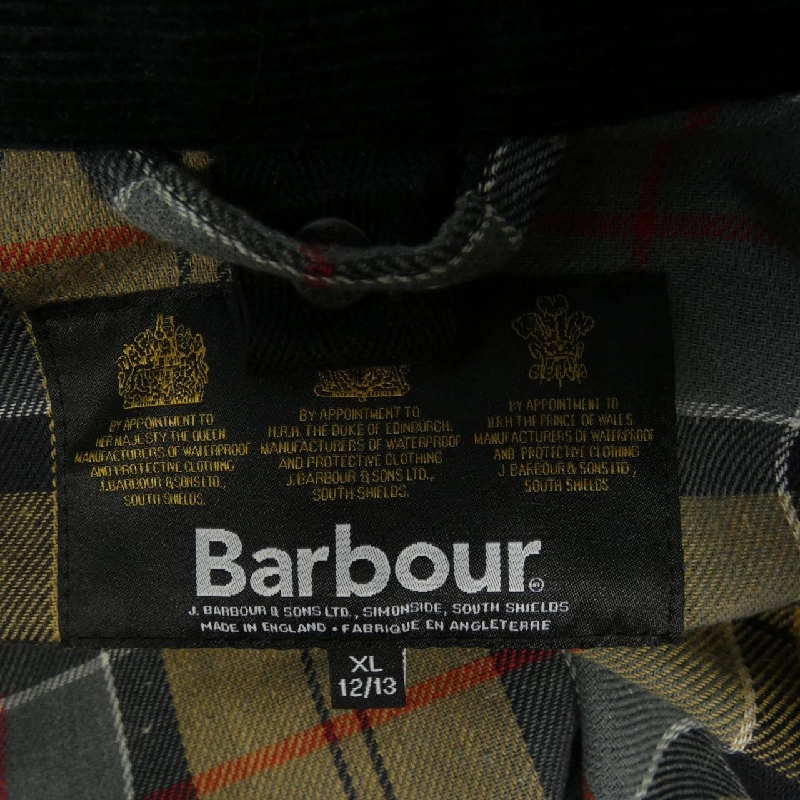 BY APPOINTMENT TO
HER MAJESTY THE QUEEN
MANUFACTURERS OF WATERPROOF
AND PROTECTIVE CLOTHING
J.BARBOUR & SONS LTD.,
SOUTH SHIELDS.
BY APPOINTMENT TO
H.R.H. THE DUKE OF EDINBURGH.
MANUFACTURERS OF WATERPROOF
AND PROTECTIVE CLOTHING
J.BARBOUR & SONS LTD.,
SOUTH SHIELDS.
BY APPOINTMENT TO
H.R.H THE PRINCE OF WALES
MANUFACTURERS OF WATERPROOF
AND PROTECTIVE CLOTHING
J.BARBOUR & SONS LTD.,
SOUTH SHIELDS
Barbour®
J. BARBOUR & SONS LTD., SIMONSIDE, SOUTH SHIELDS
MADE IN ENGLAND • FABRIQUE EN ANGLETERRE
XL
12/13